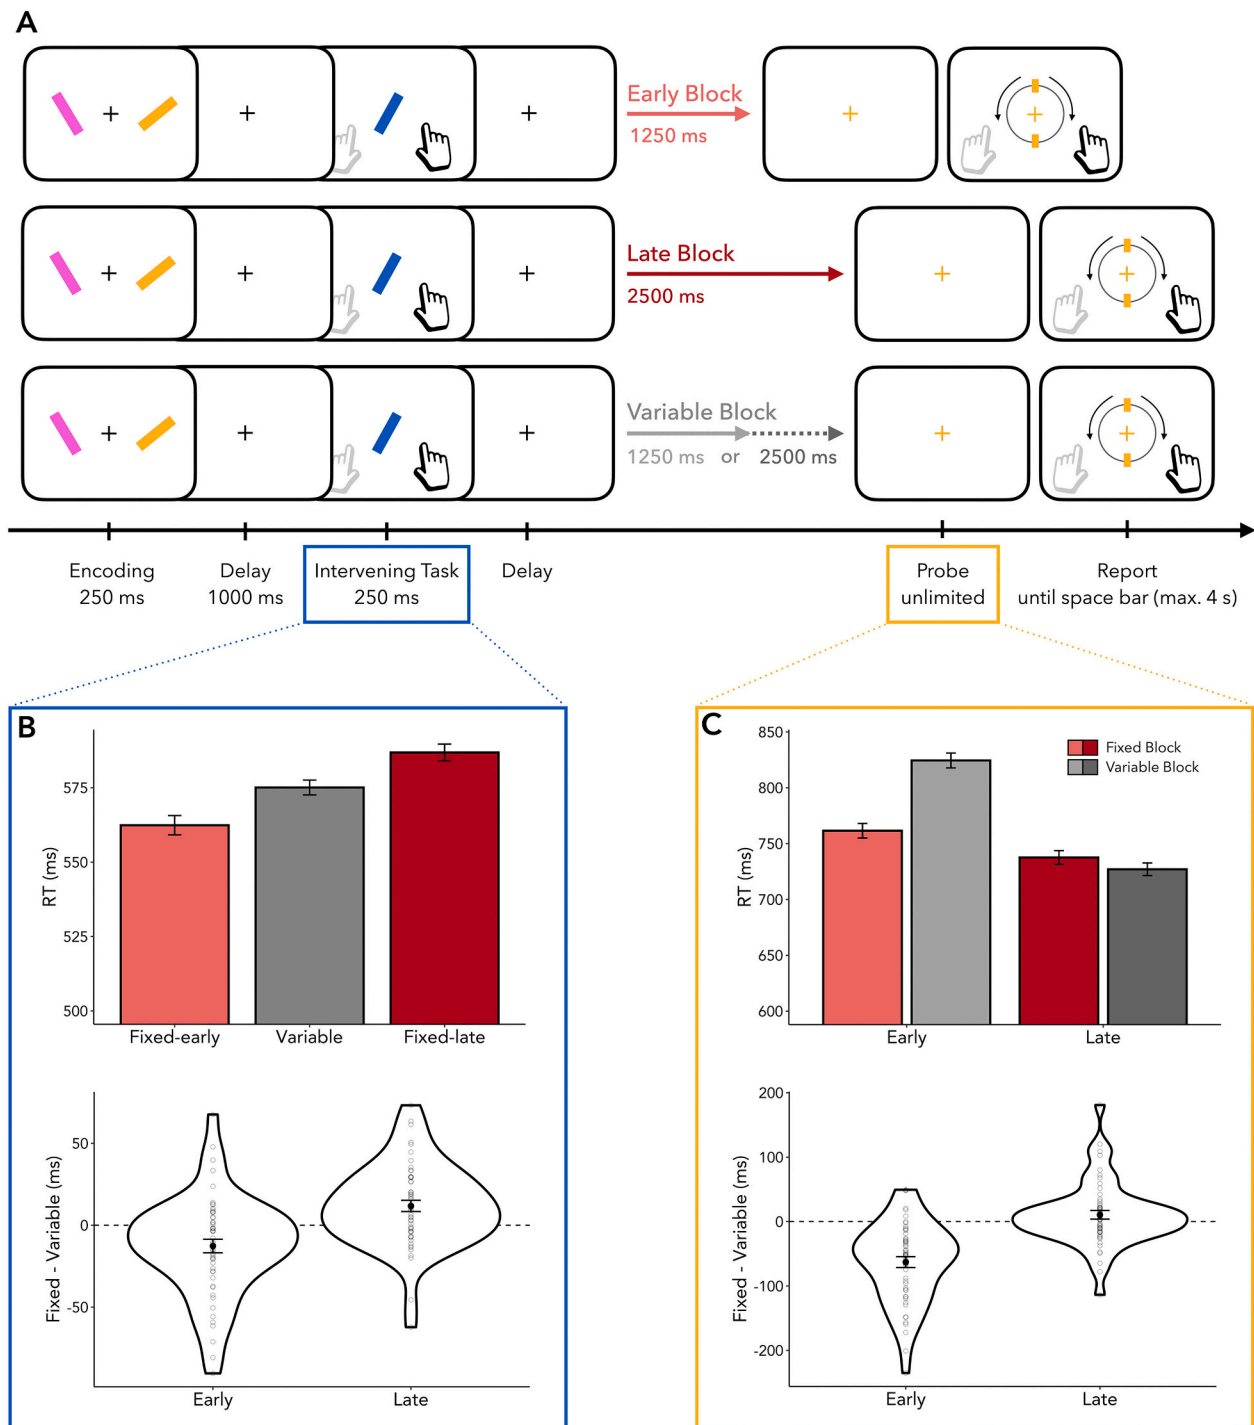 A
Early Block
1250 ms
Late Block
2500 ms
Variable Block
1250 ms or 2500 ms
Encoding
250 ms
Delay
1000 ms
Intervening Task
250 ms
Delay
Probe
unlimited
Report
until space bar (max. 4 s)
B
RT (ms)
575
550
525
500
Fixed-early
Variable
Fixed-late
Fixed - Variable (ms)
50
0
-50
Early
Late
C
RT (ms)
850
800
750
700
650
600
Fixed Block
Variable Block
Early
Late
Fixed - Variable (ms)
200
100
0
-100
-200
Early
Late